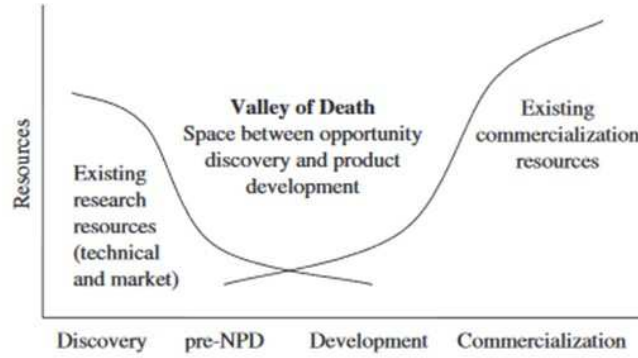 Resources
Valley of Death
Space between opportunity
discovery and product
development
Existing
research
resources
(technical
and market)
Existing
commercialization
resources
Discovery
pre-NPD
Development
Commercialization